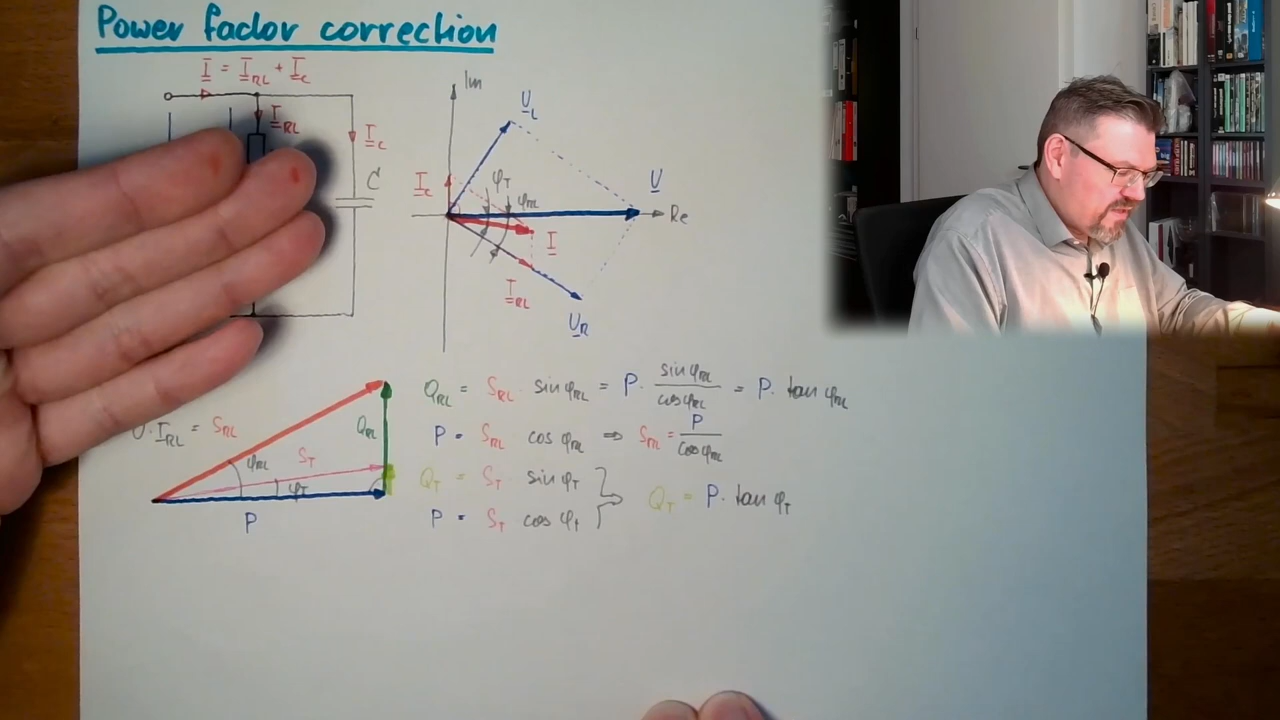 Power factor correction
I = I_RL + I_C
I_RL
I_C
C
Im
U_L
I_C
φ_T
φ_RL
U
Re
I
I_RL
U_R
U · I_RL = S_RL
φ_RL
S_T
φ_T
Q_RL
P
Q_RL = S_RL · sin φ_RL = P · sin φ_RL / cos φ_RL = P · tan φ_RL
P = S_RL cos φ_RL ⇒ S_RL = P / cos φ_RL
Q_T = S_T · sin φ_T
P = S_T cos φ_T
Q_T = P · tan φ_T